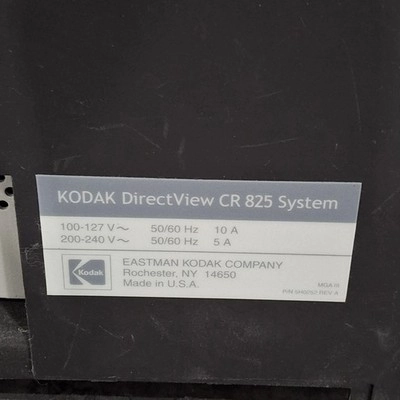 KODAK DirectView CR 825 System
100-127 V~ 50/60 Hz 10 A
200-240 V~ 50/60 Hz 5 A
Kodak
EASTMAN KODAK COMPANY
Rochester, NY 14650
Made in U.S.A.
REV A